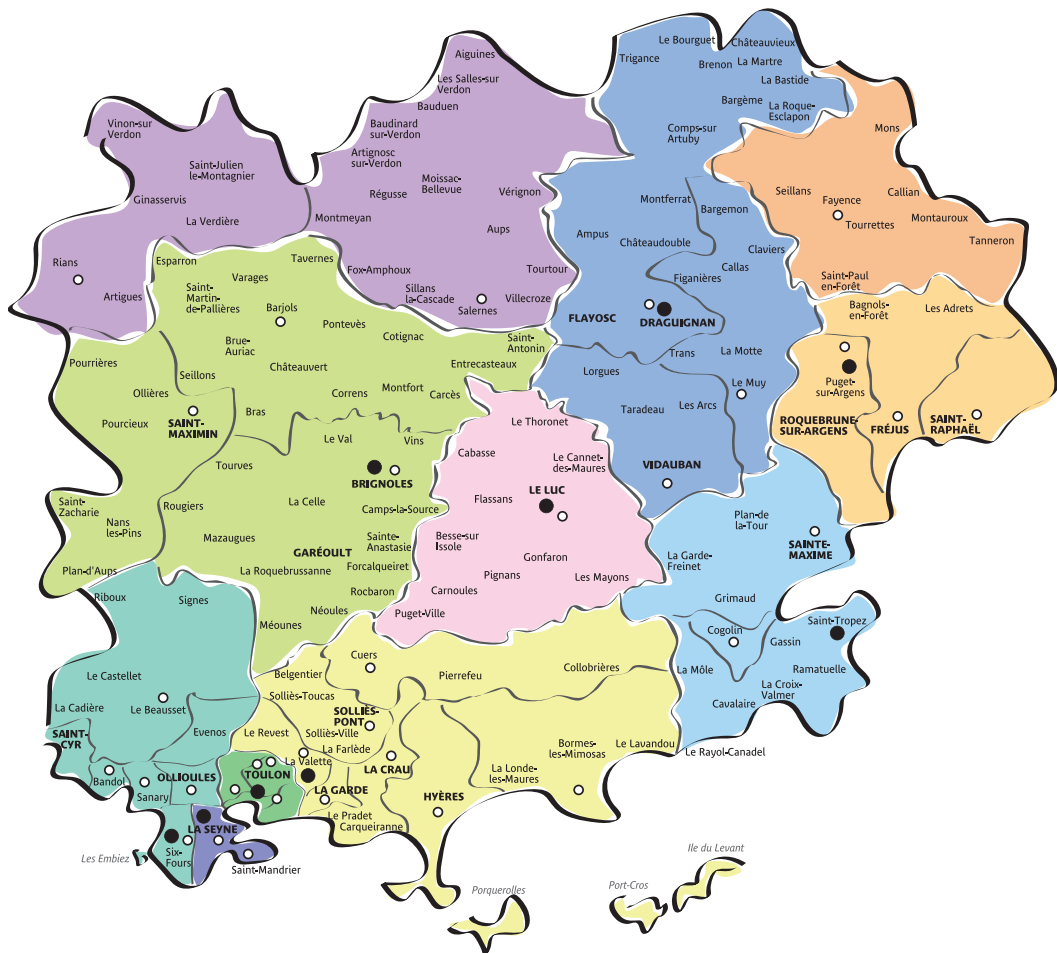 Aiguines
Les Salles-sur
Verdon
Bauduen
Baudinard
sur-Verdon
Artignosc
sur-Verdon
Moissac-
Bellevue
Régusse
Vérignon
Montmeyan
Aups
Fox-Amphoux
Tourtour
Sillans
la-Cascade
Villecroze
Salernes
Vinon-sur
Verdon
Saint-Julien
le-Montagnier
Ginasservis
La Verdière
Rians
Artigues
Esparron
Le Bourguet
Châteauvieux
Trigance
Brenon
La Martre
La Bastide
Bargème
La Roque-
Esclapon
Comps-sur
Artuby
Montferrat
Bargemon
Ampus
Châteaudouble
Claviers
Callas
Figanières
FLAYOSC
DRAGUIGNAN
Trans
La Motte
Lorgues
Le Muy
Taradeau
Les Arcs
VIDAUBAN
Mons
Seillans
Fayence
Callian
Tourrettes
Montauroux
Tanneron
Saint-Paul
en-Forêt
Bagnols-
en-Forêt
Les Adrets
Puget-
sur-Argens
ROQUEBRUNE-
SUR-ARGENS
FRÉJUS
SAINT-
RAPHAËL
Tavernes
Varages
Saint-
Martin-
de-Pallières
Barjols
Pontevès
Cotignac
Saint-
Antonin
Brue-
Auriac
Entrecasteaux
Pourrières
Seillons
Châteauvert
Ollières
Montfort
Correns
Carcès
Pourcieux
SAINT-
MAXIMIN
Bras
Le Val
Vins
Tourves
BRIGNOLES
Saint-
Zacharie
Nans
les-Pins
Rougiers
La Celle
Camps-la-Source
Mazaugues
GARÉOULT
Sainte-
Anastasie
Forcalqueiret
La Roquebrussanne
Plan-d'Aups
Rocbaron
Néoules
Méounes
Le Thoronet
Cabasse
Le Cannet-
des-Maures
Flassans
LE LUC
Besse-sur
Issole
Gonfaron
Pignans
Les Mayons
Carnoules
Puget-Ville
Plan-de
la-Tour
SAINTE-
MAXIME
La Garde-
Freinet
Grimaud
Cogolin
Saint-Tropez
Gassin
La Môle
Ramatuelle
La Croix-
Valmer
Cavalaire
Le Rayol-Canadel
Riboux
Signes
Le Castellet
La Cadière
Le Beausset
SAINT-
CYR
Evenos
Bandol
Sanary
OLLIOULES
Six-
Fours
Les Embiez
LA SEYNE
Saint-Mandrier
TOULON
Cuers
Belgentier
Pierrefeu
Collobrières
Solliès-Toucas
SOLLIÈS-
PONT
Solliès-Ville
Le Revest
La Farlède
La Valette
LA CRAU
LA GARDE
Bormes-
les-Mimosas
Le Lavandou
La Londe-
les-Maures
HYÈRES
Le Pradet
Carqueiranne
Porquerolles
Port-Cros
Ile du Levant